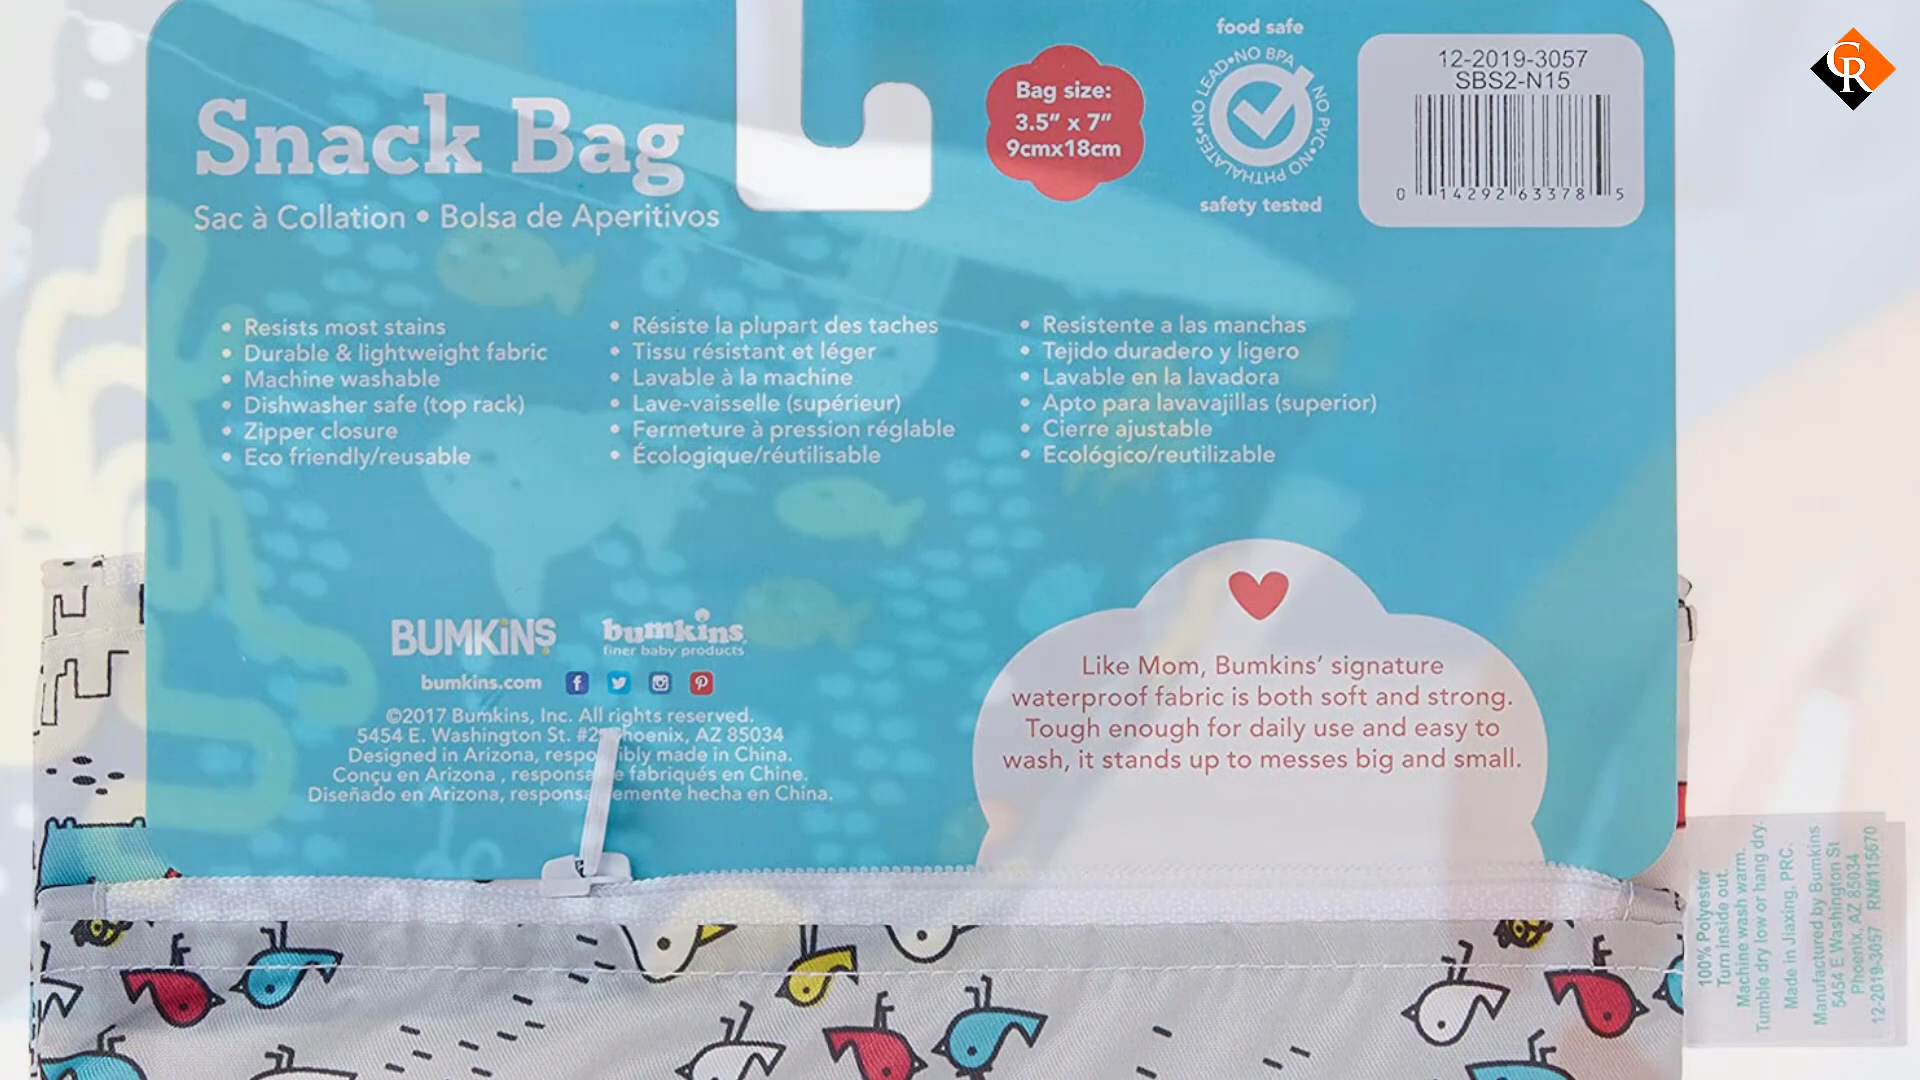 Snack Bag
Sac à Collation • Bolsa de Aperitivos
Bag size:
3.5" x 7"
9cmx18cm
food safe
NO LEAD•NO BPA
NO PVC•NO PHTHALATES•
safety tested
12-2019-3057
SBS2-N15
0 14292 63378 5
CR
• Resists most stains
• Durable & lightweight fabric
• Machine washable
• Dishwasher safe (top rack)
• Zipper closure
• Eco friendly/reusable
• Résiste la plupart des taches
• Tissu résistant et léger
• Lavable à la machine
• Lave-vaisselle (supérieur)
• Fermeture à pression réglable
• Écologique/réutilisable
• Resistente a las manchas
• Tejido duradero y ligero
• Lavable en la lavadora
• Apto para lavavajillas (superior)
• Cierre ajustable
• Ecológico/reutilizable
BUMKiNS
bumkins
finer baby products
bumkins.com
©2017 Bumkins, Inc. All rights reserved.
5454 E. Washington St. AZ 85034
Designed in Arizona, made in China.
Conçu en Arizona , fabriqués en Chine.
Diseñado en Arizona, hecha en China.
Like Mom, Bumkins' signature
waterproof fabric is both soft and strong.
Tough enough for daily use and easy to
wash, it stands up to messes big and small.
100% Polyester
Turn inside out.
Machine wash warm.
Tumble dry low or hang dry.
Made in Jiaxing, PRC.
Manufactured by Bumkins
5454 E Washington St
Phoenix, AZ 85034
12-2019-3057 RN#115670